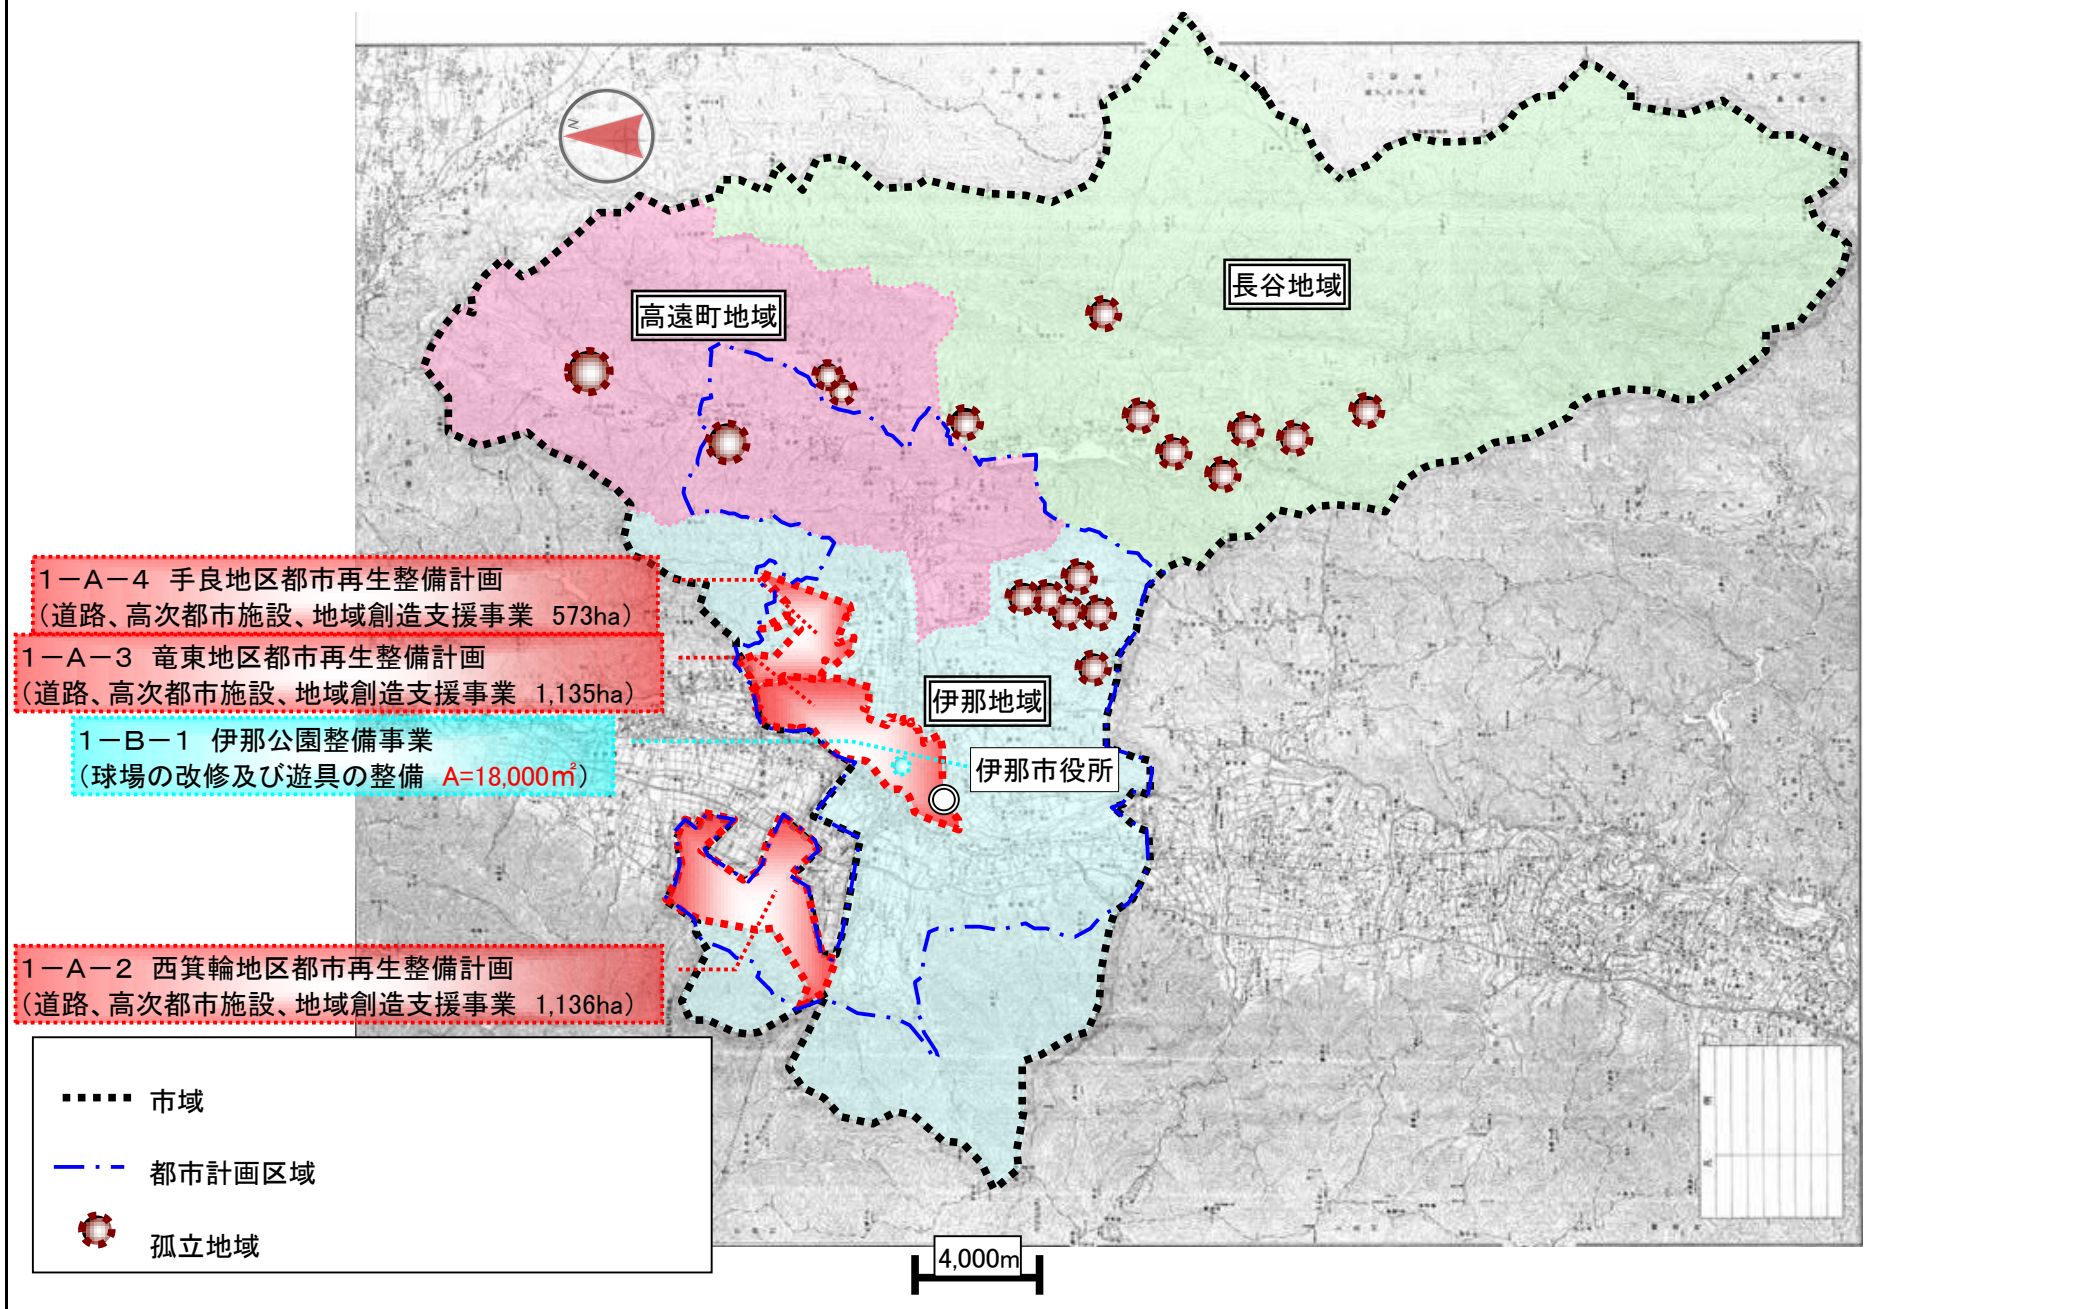 N
長谷地域
高遠町地域
1－A－4 手良地区都市再生整備計画
（道路、高次都市施設、地域創造支援事業 573ha）
1－A－3 竜東地区都市再生整備計画
（道路、高次都市施設、地域創造支援事業 1,135ha）
伊那地域
1－B－1 伊那公園整備事業
（球場の改修及び遊具の整備 A=18,000㎡）
伊那市役所
1－A－2 西箕輪地区都市再生整備計画
（道路、高次都市施設、地域創造支援事業 1,136ha）
市域
都市計画区域
孤立地域
4,000m